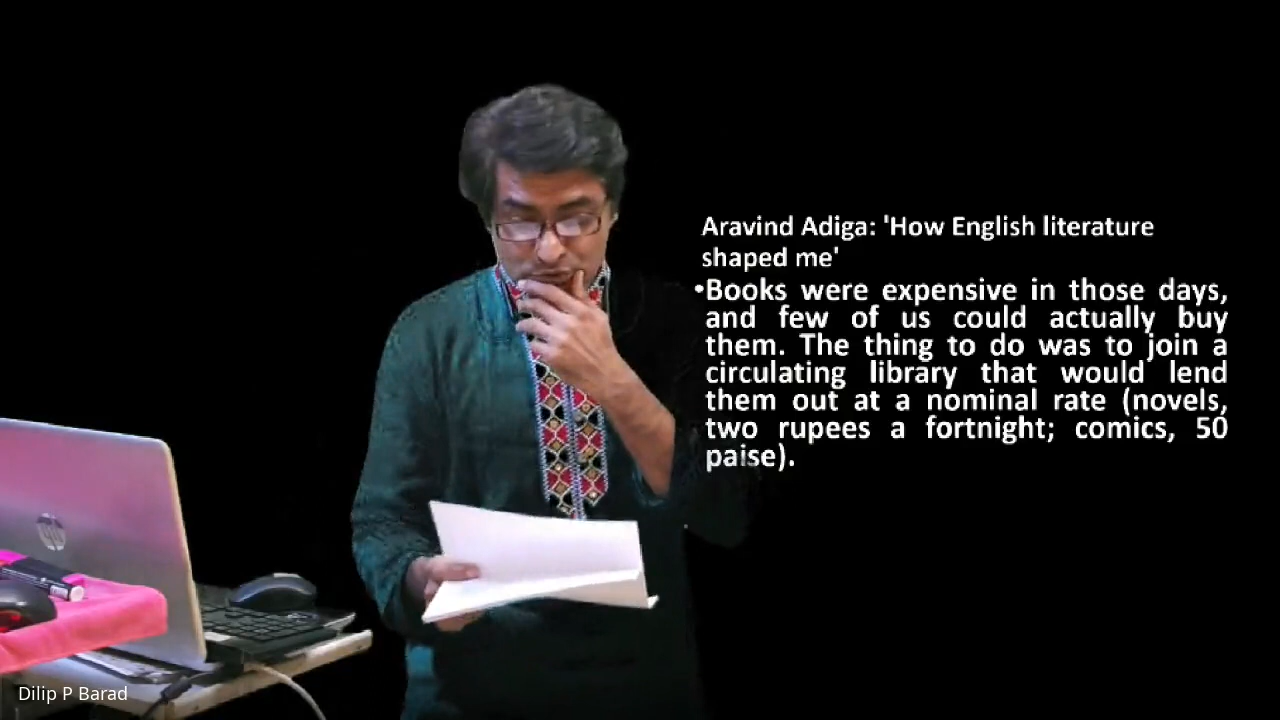 Aravind Adiga: 'How English literature
shaped me'
•Books were expensive in those days,
and few of us could actually buy
them. The thing to do was to join a
circulating library that would lend
them out at a nominal rate (novels,
two rupees a fortnight; comics, 50
paise).
hp
Dilip P Barad